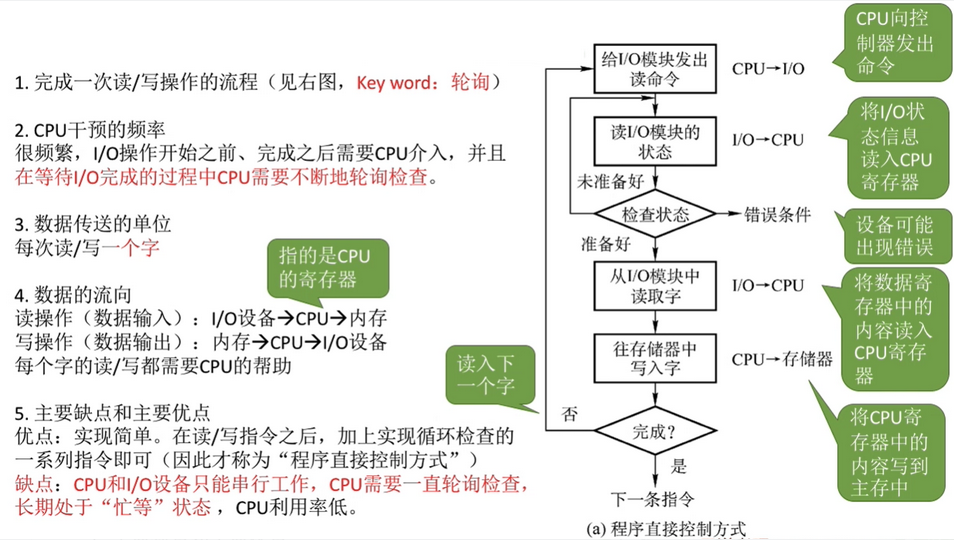 1. 完成一次读/写操作的流程（见右图，Key word：轮询）
2. CPU干预的频率
很频繁，I/O操作开始之前、完成之后需要CPU介入，并且
在等待I/O完成的过程中CPU需要不断地轮询检查。
3. 数据传送的单位
每次读/写一个字
指的是CPU
的寄存器
4. 数据的流向
读操作（数据输入）：I/O设备→CPU→内存
写操作（数据输出）：内存→CPU→I/O设备
每个字的读/写都需要CPU的帮助
5. 主要缺点和主要优点
优点：实现简单。在读/写指令之后，加上实现循环检查的
一系列指令即可（因此才称为“程序直接控制方式”）
缺点：CPU和I/O设备只能串行工作，CPU需要一直轮询检查，
长期处于“忙等”状态，CPU利用率低。
给I/O模块发出
读命令
CPU→I/O
CPU向控
制器发出
命令
读I/O模块的
状态
I/O→CPU
将I/O状
态信息
读入CPU
寄存器
未准备好
检查状态
错误条件
设备可能
出现错误
准备好
从I/O模块中
读取字
I/O→CPU
将数据寄
存器中的
内容读入
CPU寄存
器
往存储器中
写入字
CPU→存储器
将CPU寄
存器中的
内容写到
主存中
读入下
一个字
否
完成？
是
下一条指令
(a) 程序直接控制方式